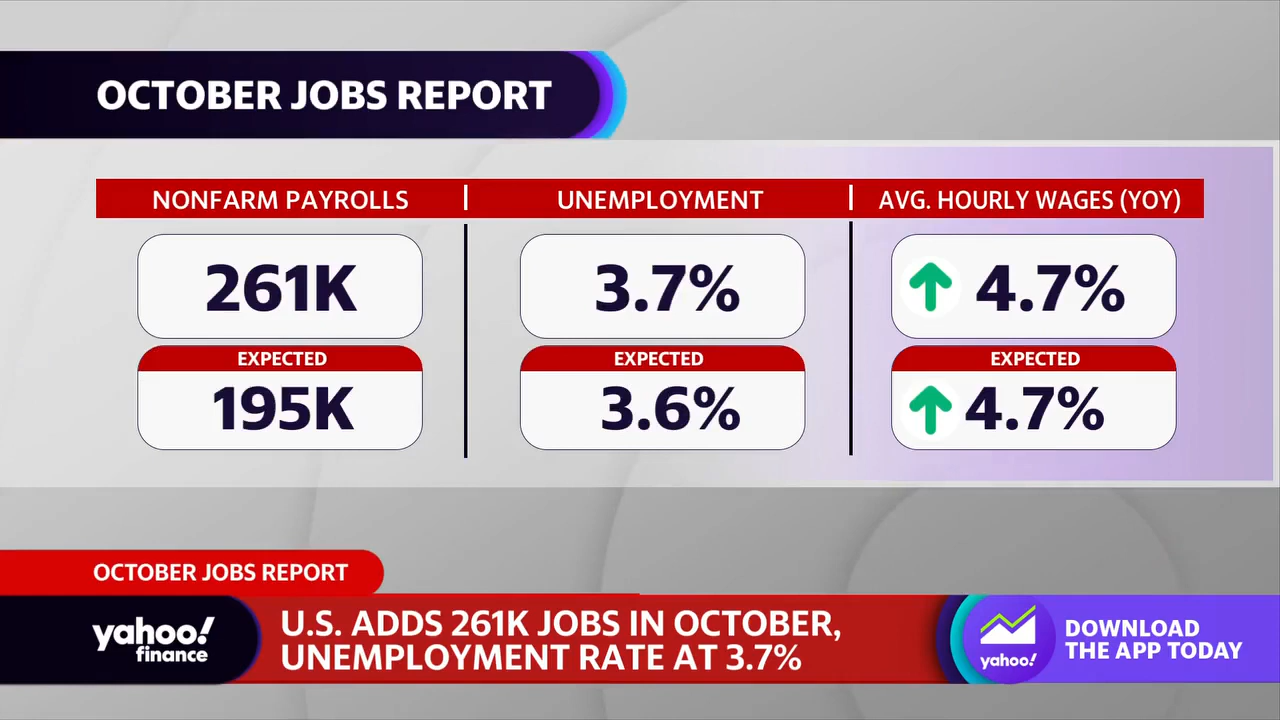 OCTOBER JOBS REPORT
NONFARM PAYROLLS
UNEMPLOYMENT
AVG. HOURLY WAGES (YOY)
261K
3.7%
4.7%
EXPECTED
EXPECTED
EXPECTED
195K
3.6%
4.7%
OCTOBER JOBS REPORT
yahoo!
finance
U.S. ADDS 261K JOBS IN OCTOBER,
UNEMPLOYMENT RATE AT 3.7%
yahoo!
DOWNLOAD
THE APP TODAY